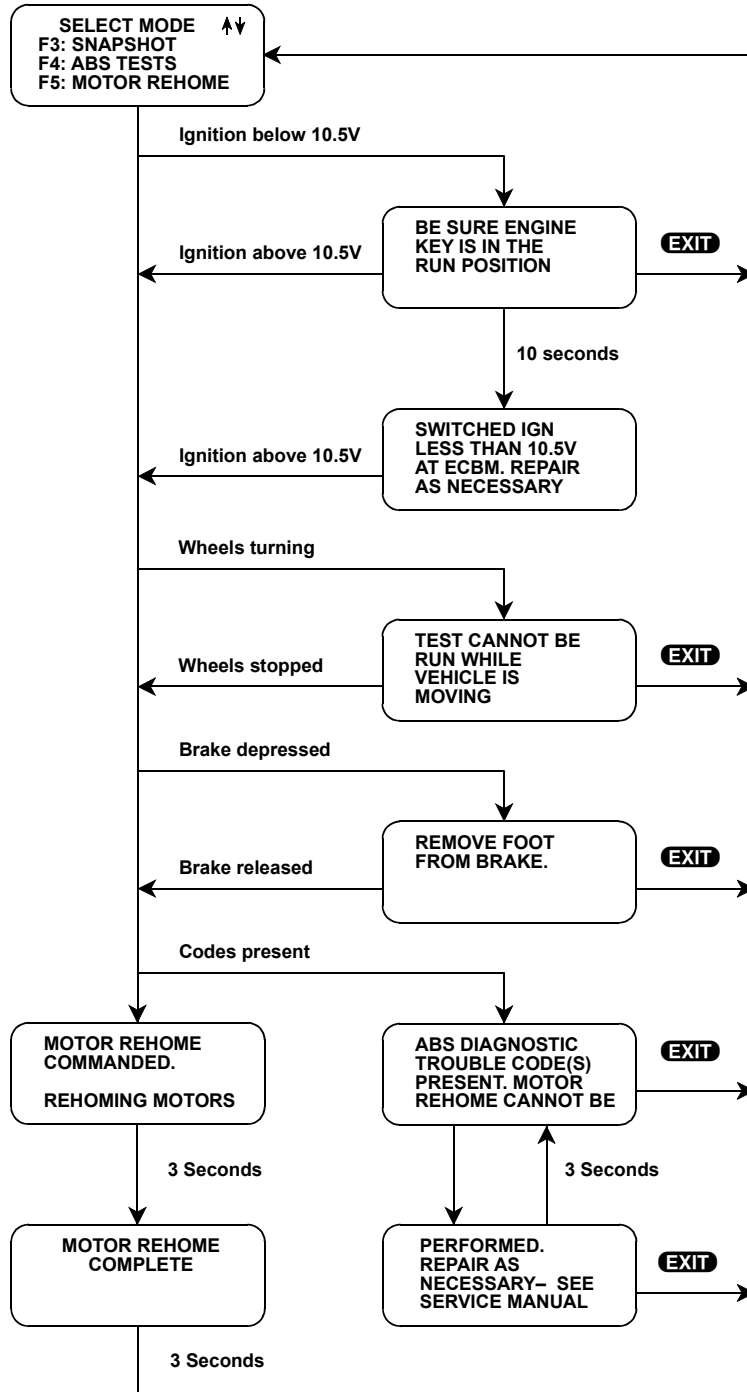 SELECT MODE
F3: SNAPSHOT
F4: ABS TESTS
F5: MOTOR REHOME
Ignition below 10.5V
BE SURE ENGINE
KEY IS IN THE
RUN POSITION
EXIT
Ignition above 10.5V
10 seconds
SWITCHED IGN
LESS THAN 10.5V
AT ECBM. REPAIR
AS NECESSARY
Ignition above 10.5V
Wheels turning
TEST CANNOT BE
RUN WHILE
VEHICLE IS
MOVING
EXIT
Wheels stopped
Brake depressed
REMOVE FOOT
FROM BRAKE.
EXIT
Brake released
Codes present
MOTOR REHOME
COMMANDED.
REHOMING MOTORS
ABS DIAGNOSTIC
TROUBLE CODE(S)
PRESENT. MOTOR
REHOME CANNOT BE
EXIT
3 Seconds
3 Seconds
MOTOR REHOME
COMPLETE
PERFORMED.
REPAIR AS
NECESSARY– SEE
SERVICE MANUAL
EXIT
3 Seconds